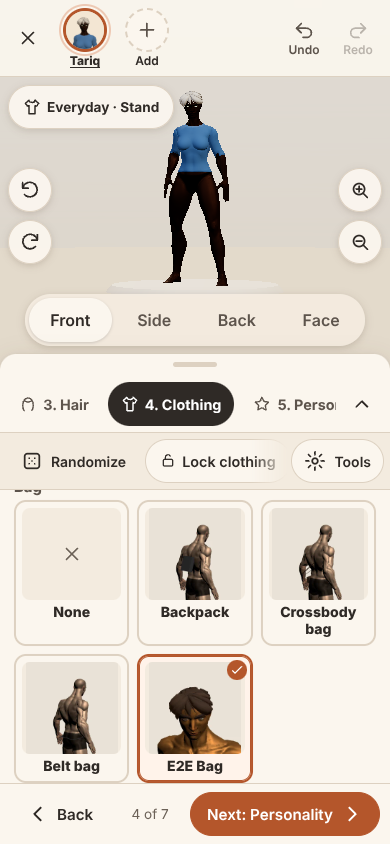 Tariq
Add
Undo
Redo
Everyday · Stand
Front
Side
Back
Face
3. Hair
4. Clothing
5. Person
Randomize
Lock clothing
Tools
Bag
None
Backpack
Crossbody
bag
Belt bag
E2E Bag
Back
4 of 7
Next: Personality